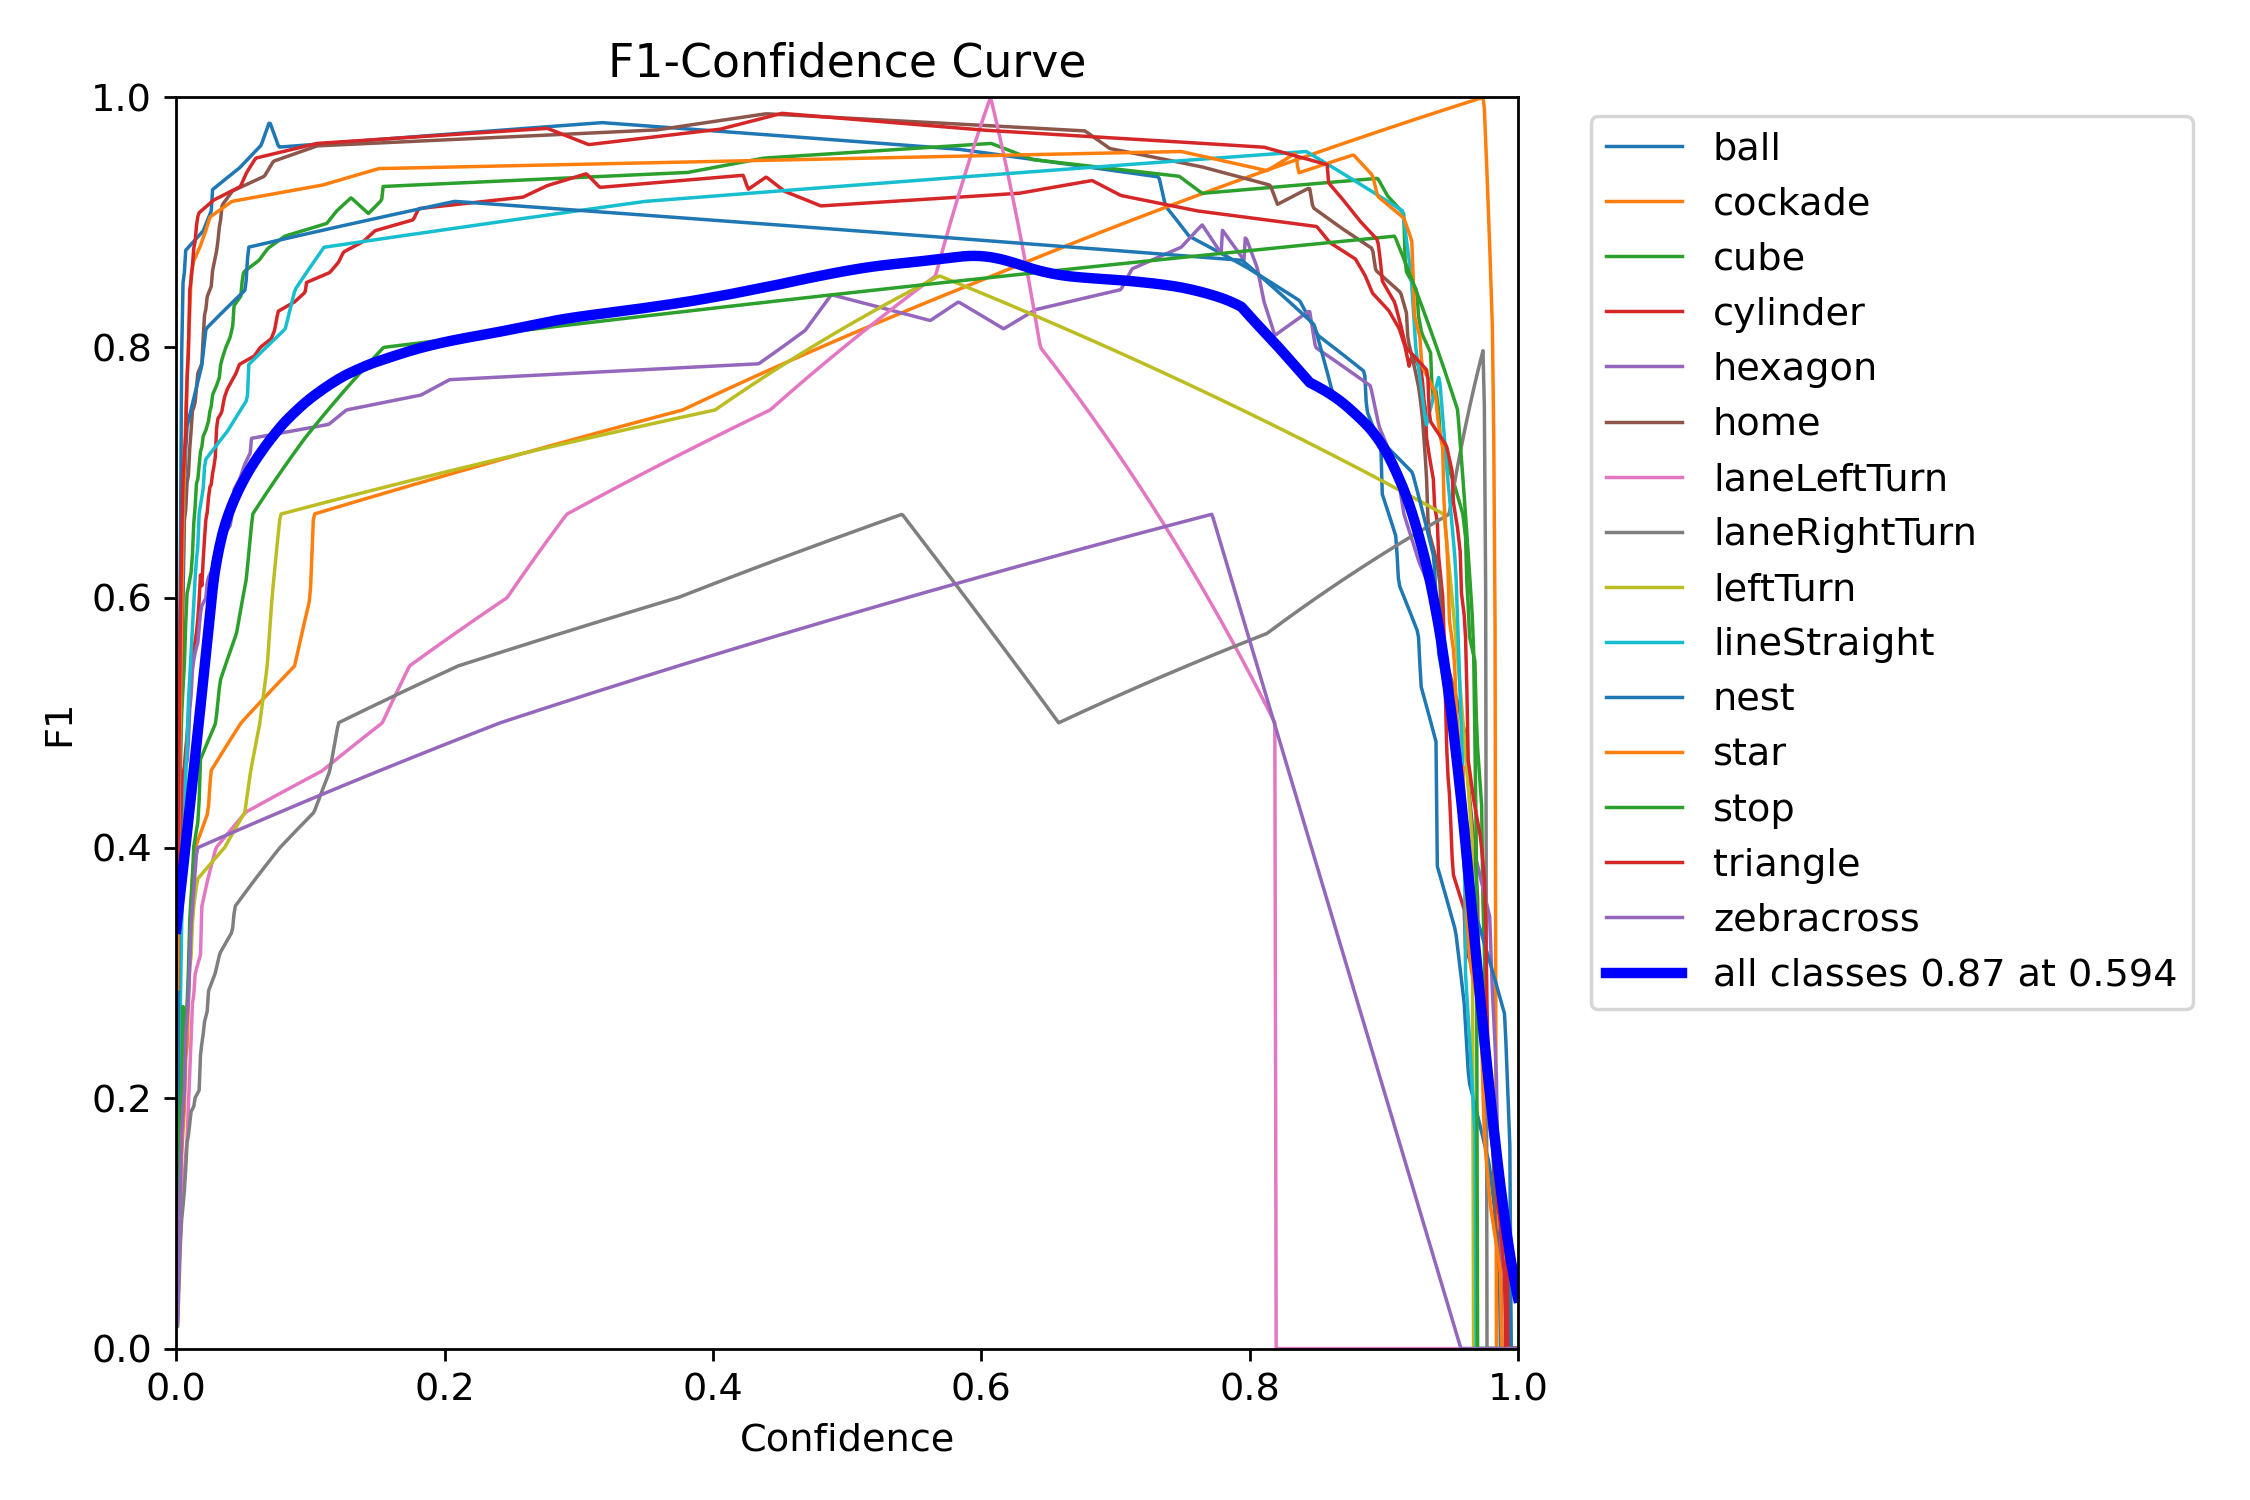 F1-Confidence Curve
1.0
0.8
0.6
0.4
0.2
0.0
F1
0.0 0.2 0.4 0.6 0.8 1.0
Confidence
ball
cockade
cube
cylinder
hexagon
home
laneLeftTurn
laneRightTurn
leftTurn
lineStraight
nest
star
stop
triangle
zebracross
all classes 0.87 at 0.594